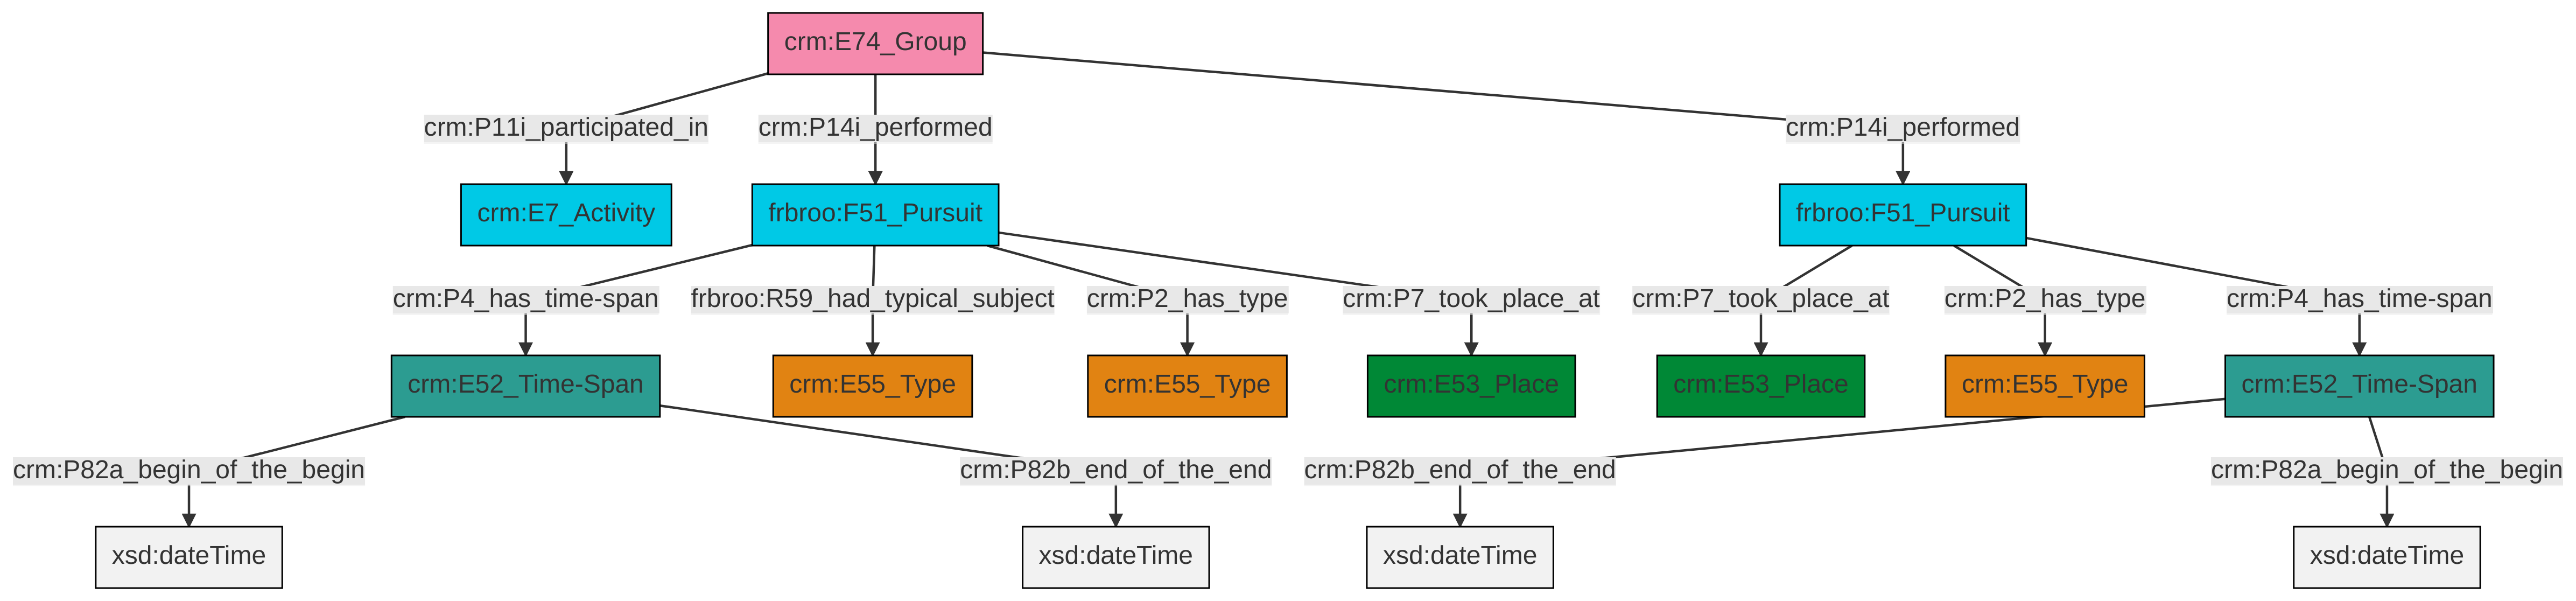 crm:E74_Group
crm:P11i_participated_in
crm:P14i_performed
crm:P14i_performed
crm:E7_Activity
frbroo:F51_Pursuit
frbroo:F51_Pursuit
crm:P4_has_time-span
frbroo:R59_had_typical_subject
crm:P2_has_type
crm:P7_took_place_at
crm:P7_took_place_at
crm:P2_has_type
crm:P4_has_time-span
crm:E52_Time-Span
crm:E55_Type
crm:E55_Type
crm:E53_Place
crm:E53_Place
crm:E55_Type
crm:E52_Time-Span
crm:P82a_begin_of_the_begin
crm:P82b_end_of_the_end
crm:P82b_end_of_the_end
crm:P82a_begin_of_the_begin
xsd:dateTime
xsd:dateTime
xsd:dateTime
xsd:dateTime